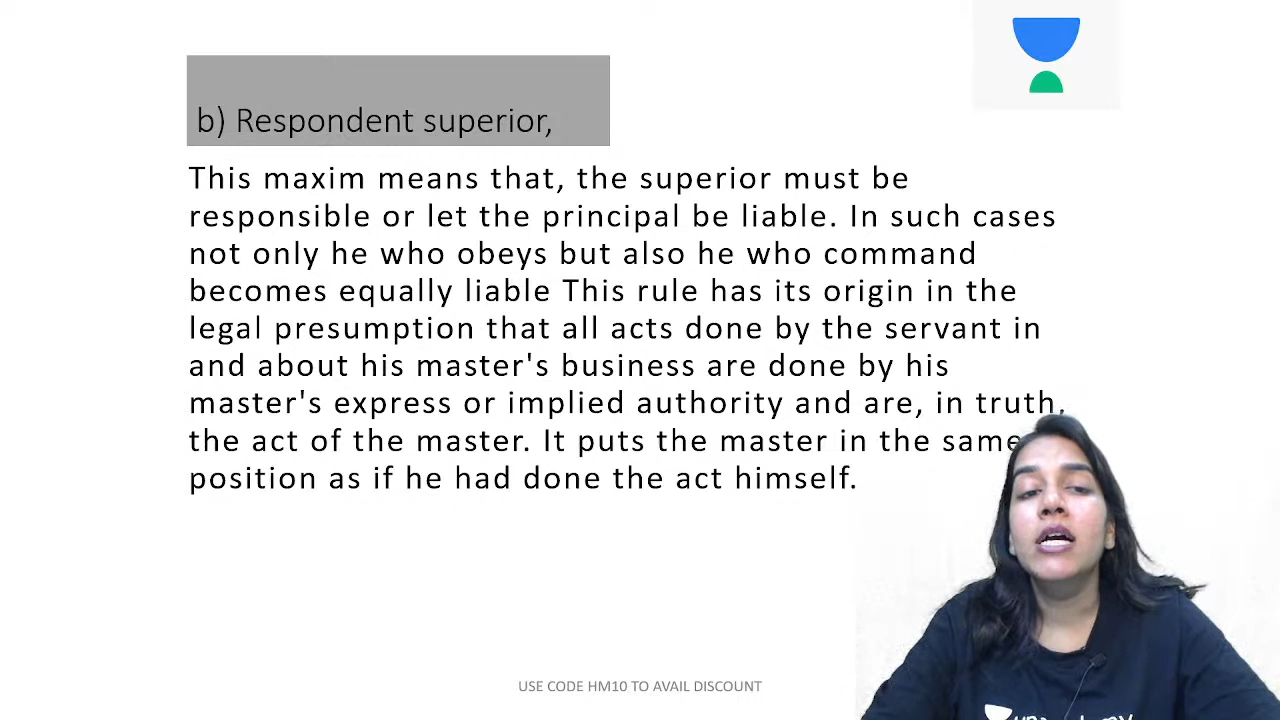 b) Respondent superior,
This maxim means that, the superior must be
responsible or let the principal be liable. In such cases
not only he who obeys but also he who command
becomes equally liable This rule has its origin in the
legal presumption that all acts done by the servant in
and about his master's business are done by his
master's express or implied authority and are, in truth,
the act of the master. It puts the master in the same
position as if he had done the act himself.
USE CODE HM10 TO AVAIL DISCOUNT